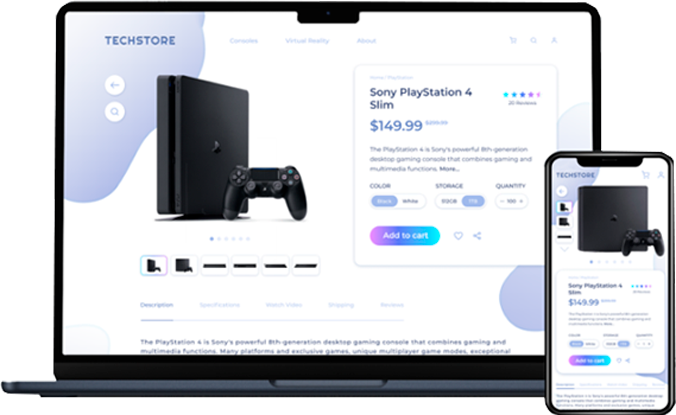 TECHSTORE
Consoles Virtual Reality About
Home / PlayStation
Sony PlayStation 4
Slim
20 Reviews
$149.99
The PlayStation 4 is Sony's powerful 8th-generation
desktop gaming console that combines gaming and
multimedia functions. More...
COLOR STORAGE QUANTITY
Black White 512GB 1TB − 100 +
Add to cart
Description Specifications Watch Video Shipping Reviews
The PlayStation 4 is Sony's powerful 8th-generation desktop gaming console that combines gaming and
multimedia functions. Many platforms and exclusive games, unique multiplayer game modes, exceptional
TECHSTORE
Sony PlayStation 4
Slim
$149.99
COLOR STORAGE QUANTITY
Add to cart
Description